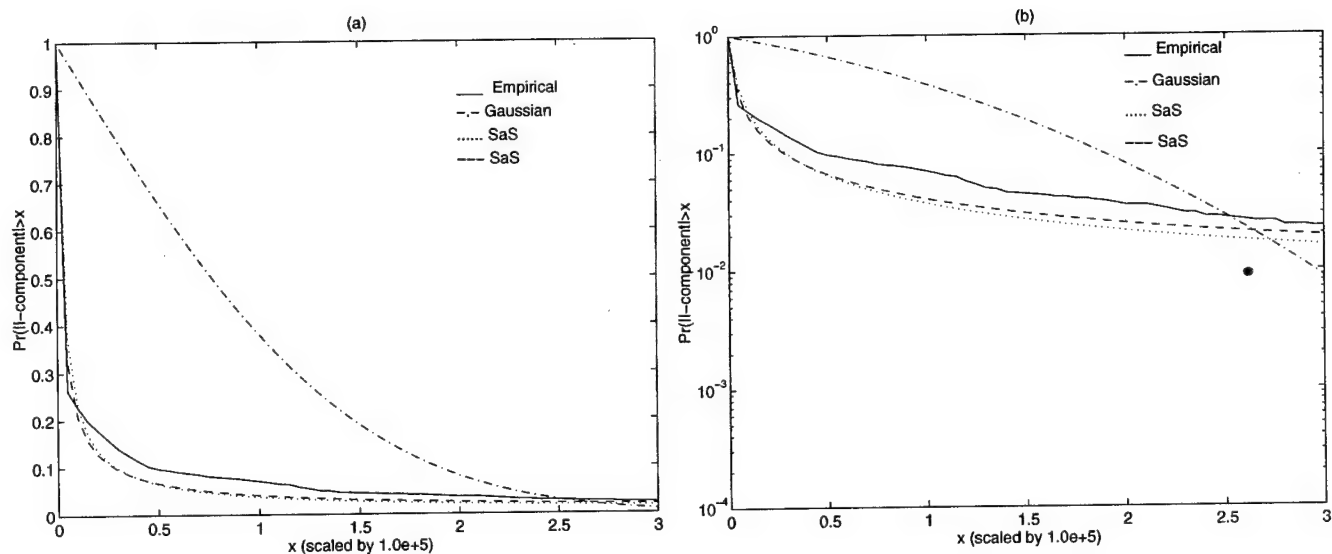 (a)
1
0.9
0.8
0.7
0.6
0.5
0.4
0.3
0.2
0.1
0
Pr(|I-component|>x
Empirical
Gaussian
SaS
SaS
0 0.5 1 1.5 2 2.5 3
x (scaled by 1.0e+5)
(b)
10^0
10^-1
10^-2
10^-3
10^-4
Pr(|I-component|>x
Empirical
Gaussian
SaS
SaS
0 0.5 1 1.5 2 2.5 3
x (scaled by 1.0e+5)